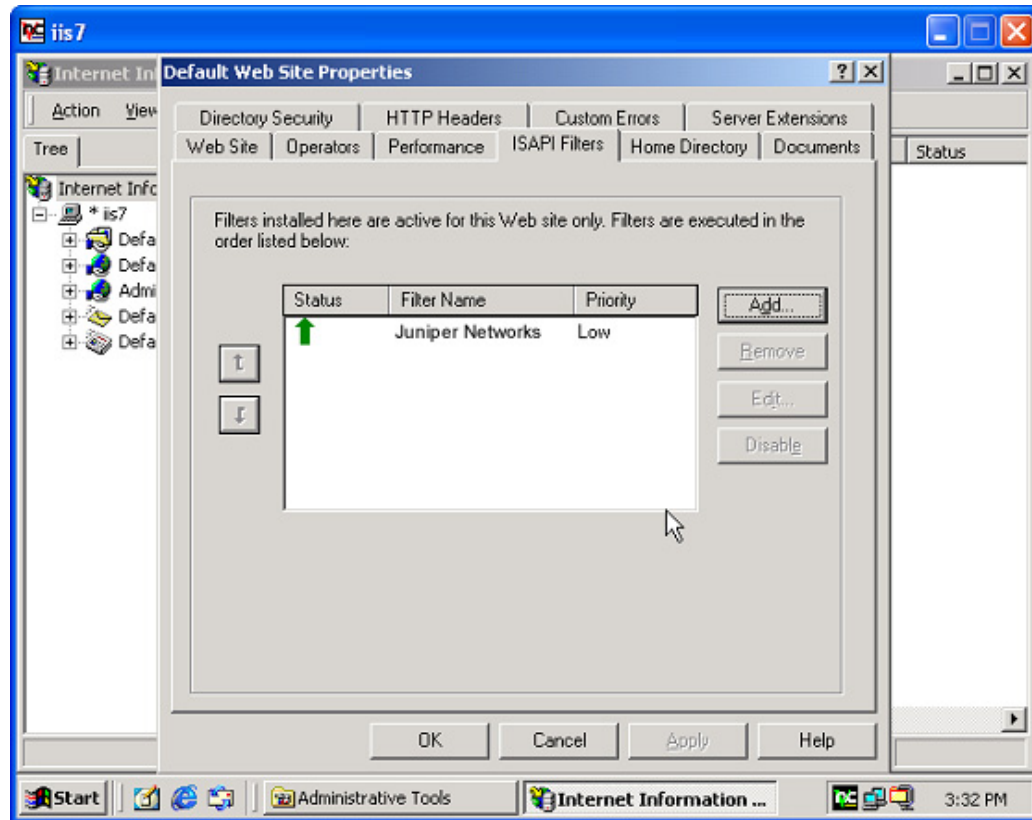 iis7
Internet In
Default Web Site Properties
Action View
Directory Security HTTP Headers Custom Errors Server Extensions
Web Site Operators Performance ISAPI Filters Home Directory Documents
Tree
Status
Internet Info
* iis7
Defa
Defa
Admi
Defa
Defa
Filters installed here are active for this Web site only. Filters are executed in the
order listed below:
Status Filter Name Priority
Juniper Networks Low
Add...
Remove
Edit...
Disable
OK Cancel Apply Help
Start Administrative Tools Internet Information ... 3:32 PM